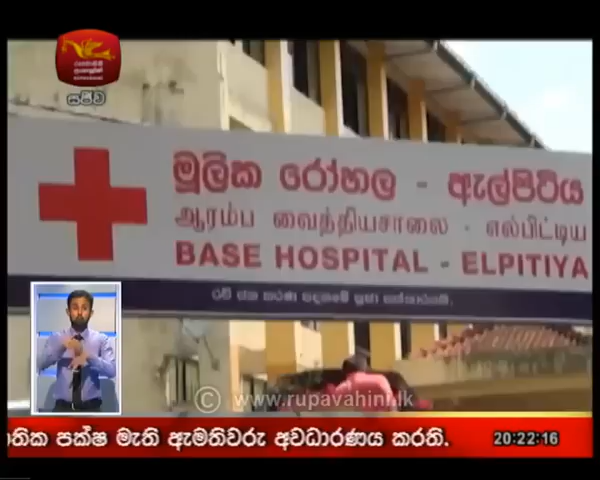 සජීව
මූලික රෝහල - ඇල්පිටිය
ஆரம்ப வைத்தியசாலை - எல்பிட்டிய
BASE HOSPITAL - ELPITIYA
© www.rupavahini.lk
පක්ෂ මැති ඇමතිවරු අවධාරණය කරති.
20:22:16